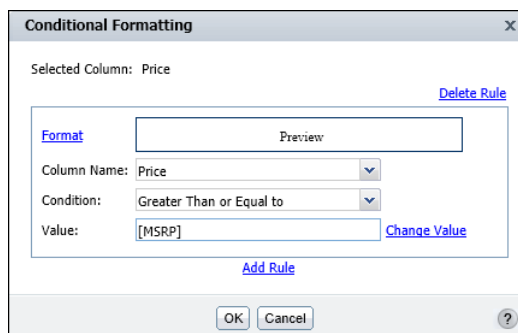 Conditional Formatting X
Selected Column: Price
Delete Rule
Format Preview
Column Name: Price
Condition: Greater Than or Equal to
Value: [MSRP] Change Value
Add Rule
OK Cancel ?